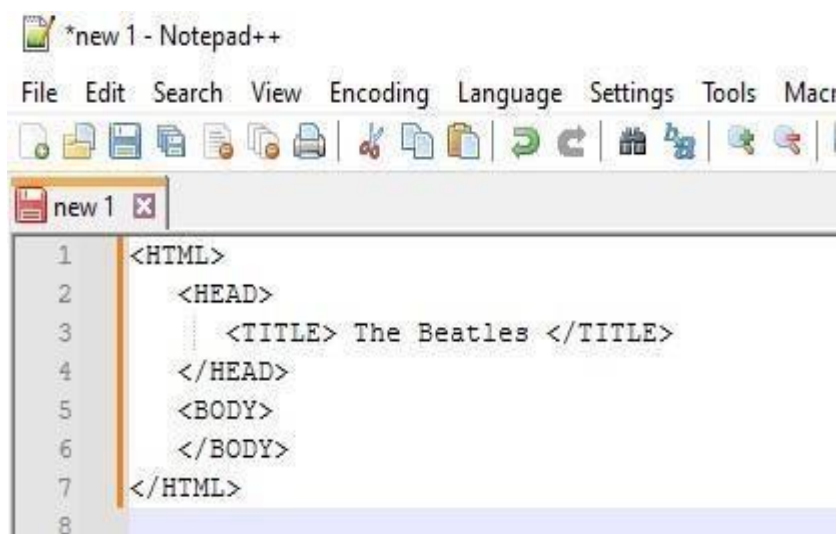 *new 1 - Notepad++
File Edit Search View Encoding Language Settings Tools Macr
new 1
1 <HTML>
2 <HEAD>
3 <TITLE> The Beatles </TITLE>
4 </HEAD>
5 <BODY>
6 </BODY>
7 </HTML>
8